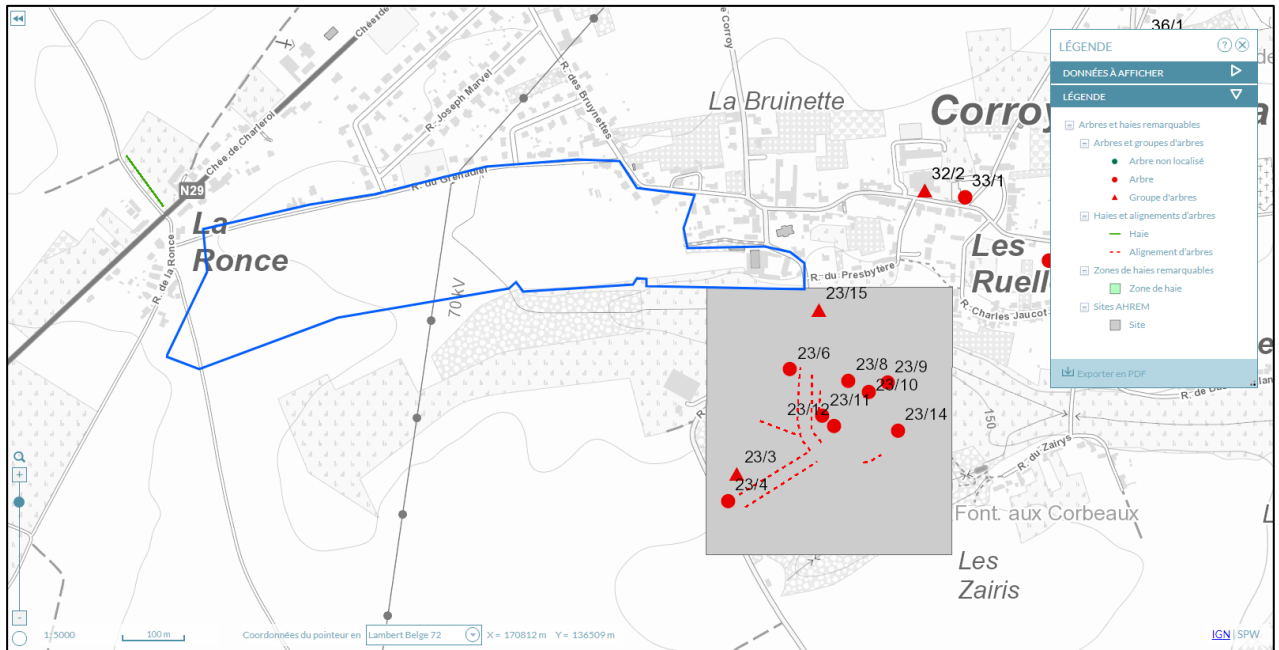 36/1
Chée de
R. Joseph Marvel
R. des Bruynettes
de Corroy
La Bruinette
Corroy
Chée de Charleroi
N29
R. du Grenadier
32/2
33/1
La
Ronce
R. de la Ronce
70 kV
Les
Ruell
R. du Presbytère
R. Charles Jaucot
23/15
23/6
23/8
23/9
23/10
23/11
23/12
23/14
23/3
23/4
150
R. du Zairys
Font. aux Corbeaux
Les
Zairis
LÉGENDE
?
DONNÉES À AFFICHER
LÉGENDE
Arbres et haies remarquables
Arbres et groupes d'arbres
Arbre non localisé
Arbre
Groupe d'arbres
Haies et alignements d'arbres
Haie
Alignement d'arbres
Zones de haies remarquables
Zone de haie
Sites AHREM
Site
Exporter en PDF
1: 5000
100 m
Coordonnées du pointeur en
Lambert Belge 72
X = 170812 m Y = 136509 m
IGN | SPW